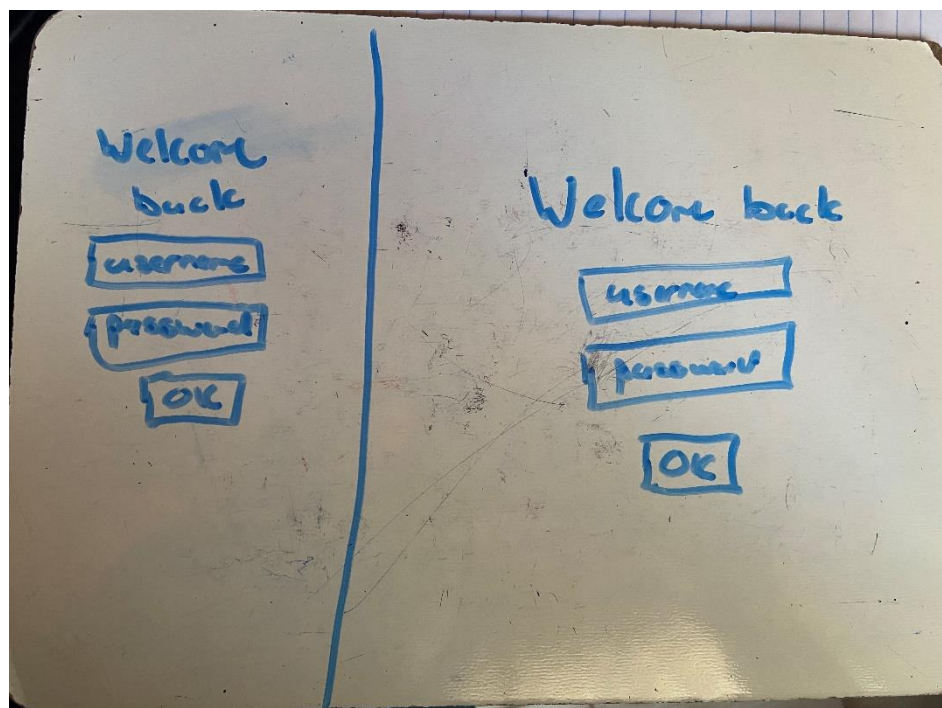 Welcome
back
username
password
OK
Welcome back
username
password
OK